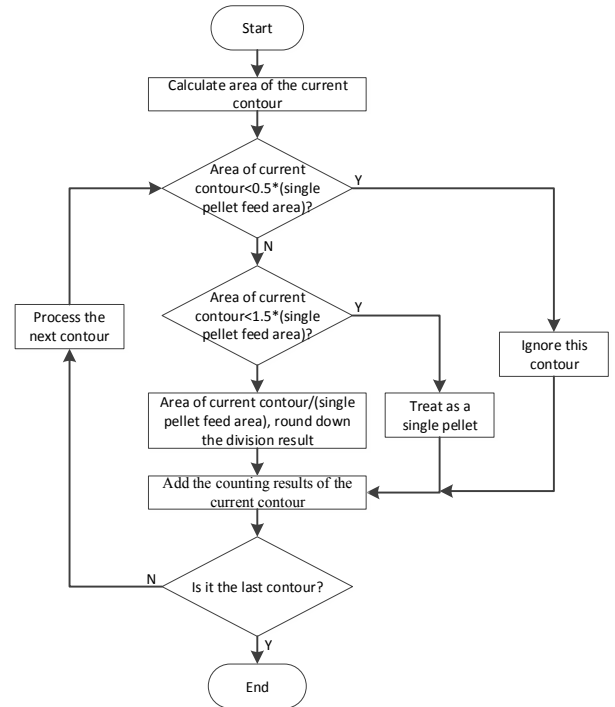 Start
Calculate area of the current
contour
Area of current
contour<0.5*(single
pellet feed area)?
Y
N
Area of current
contour<1.5*(single
pellet feed area)?
Y
Process the
next contour
Ignore this
contour
Area of current contour/(single
pellet feed area), round down
the division result
Treat as a
single pellet
Add the counting results of the
current contour
Is it the last contour?
N
Y
End